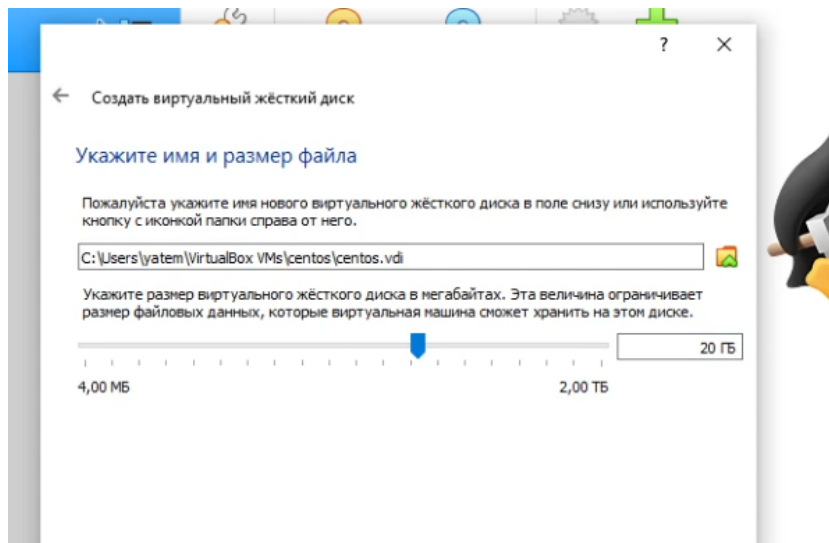 ?
Создать виртуальный жёсткий диск
Укажите имя и размер файла
Пожалуйста укажите имя нового виртуального жёсткого диска в поле снизу или используйте
кнопку с иконкой папки справа от него.
C:\Users\yatem\VirtualBox VMs\centos\centos.vdi
Укажите размер виртуального жёсткого диска в мегабайтах. Эта величина ограничивает
размер файловых данных, которые виртуальная машина сможет хранить на этом диске.
20 ГБ
4,00 МБ 2,00 ТБ